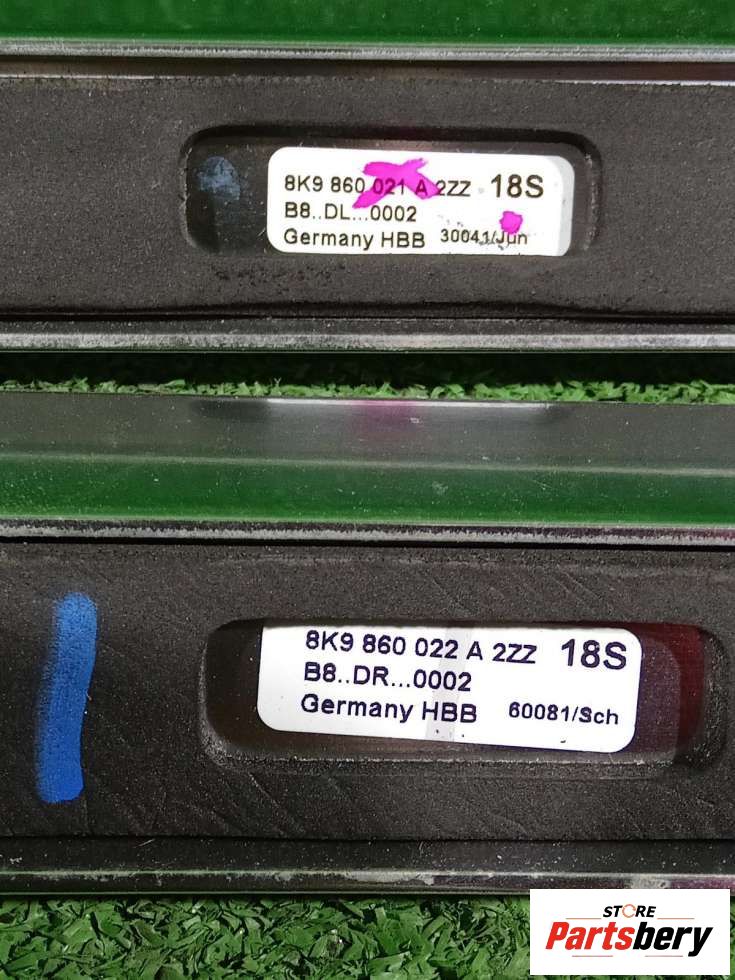 8K9 860 021 A 2ZZ 18S
B8..DL...0002
Germany HBB 30041/Jun
8K9 860 022 A 2ZZ 18S
B8..DR...0002
Germany HBB 60081/Sch
STORE
Partsbery